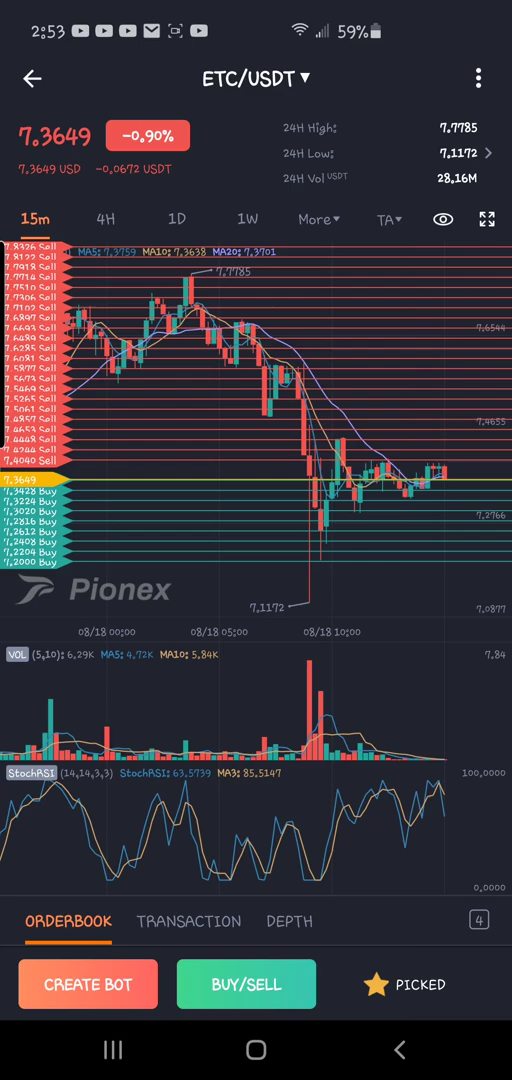 2:53
59%
ETC/USDT▼
7.3649
-0.90%
7.3649 USD -0.0672 USDT
24H High: 7.7785
24H Low: 7.1172
24H Vol USDT 28.16M
15m 4H 1D 1W More▾ TA▾
MA5: 7.3759 MA10: 7.3638 MA20: 7.3701
7.8326 Sell
7.8122 Sell
7.7918 Sell
7.7714 Sell
7.7510 Sell
7.7306 Sell
7.7102 Sell
7.6897 Sell
7.6693 Sell
7.6489 Sell
7.6285 Sell
7.6081 Sell
7.5877 Sell
7.5673 Sell
7.5469 Sell
7.5265 Sell
7.5061 Sell
7.4857 Sell
7.4653 Sell
7.4448 Sell
7.4244 Sell
7.4040 Sell
7.3649
7.3428 Buy
7.3224 Buy
7.3020 Buy
7.2816 Buy
7.2612 Buy
7.2408 Buy
7.2204 Buy
7.2000 Buy
7.7785
7.6544
7.4655
7.2766
7.1172
7.0877
Pionex
08/18 00:00 08/18 05:00 08/18 10:00
VOL (5,10): 6.29K MA5: 4.72K MA10: 5.84K 7.84
StochRSI (14,14,3,3) StochRSI: 63.5739 MA3: 85.5147 100.0000
0.0000
ORDERBOOK TRANSACTION DEPTH 4
CREATE BOT BUY/SELL PICKED